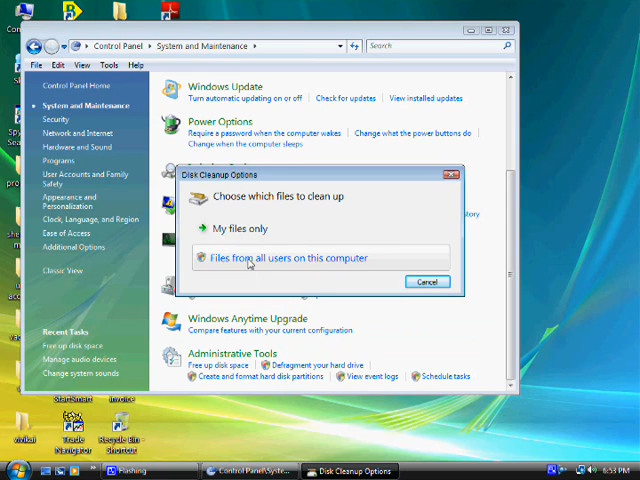 Control Panel
System and Maintenance
Search
File
Edit
View
Tools
Help
Control Panel Home
System and Maintenance
Security
Network and Internet
Hardware and Sound
Programs
User Accounts and Family
Safety
Appearance and
Personalization
Clock, Language, and Region
Ease of Access
Additional Options
Classic View
Recent Tasks
Free up disk space
Manage audio devices
Change system sounds
Windows Update
Turn automatic updating on or off
Check for updates
View installed updates
Power Options
Require a password when the computer wakes
Change what the power buttons do
Change when the computer sleeps
Disk Cleanup Options
Choose which files to clean up
My files only
Files from all users on this computer
Cancel
Windows Anytime Upgrade
Compare features with your current configuration
Administrative Tools
Free up disk space
Defragment your hard drive
Create and format hard disk partitions
View event logs
Schedule tasks
StartSmart
invoice
vivikai
Trade
Navigator
Recycle Bin -
Shortcut
Flashing
Control Panel\Syste...
Disk Cleanup Options
6:53 PM